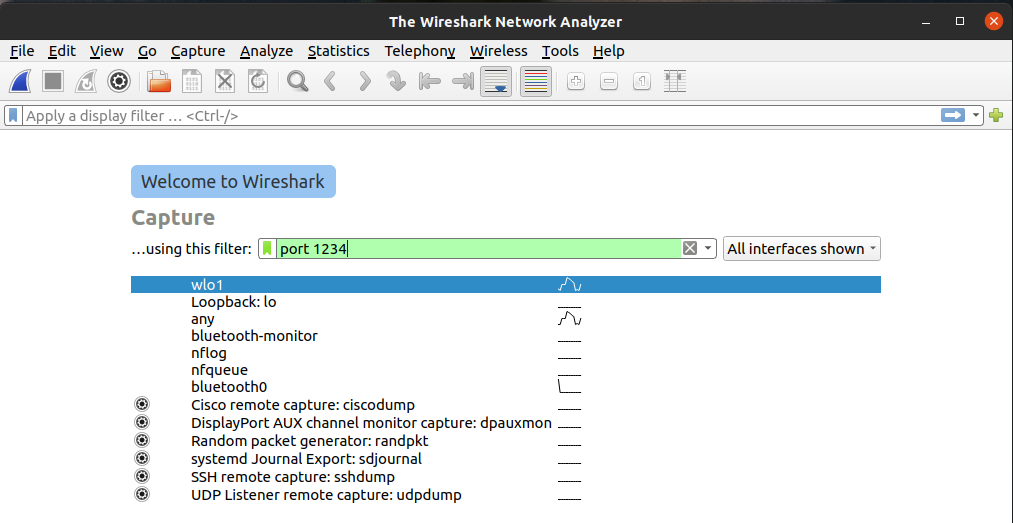 The Wireshark Network Analyzer
File Edit View Go Capture Analyze Statistics Telephony Wireless Tools Help
Apply a display filter … <Ctrl-/>
Welcome to Wireshark
Capture
…using this filter: port 1234 All interfaces shown
wlo1
Loopback: lo
any
bluetooth-monitor
nflog
nfqueue
bluetooth0
Cisco remote capture: ciscodump
DisplayPort AUX channel monitor capture: dpauxmon
Random packet generator: randpkt
systemd Journal Export: sdjournal
SSH remote capture: sshdump
UDP Listener remote capture: udpdump